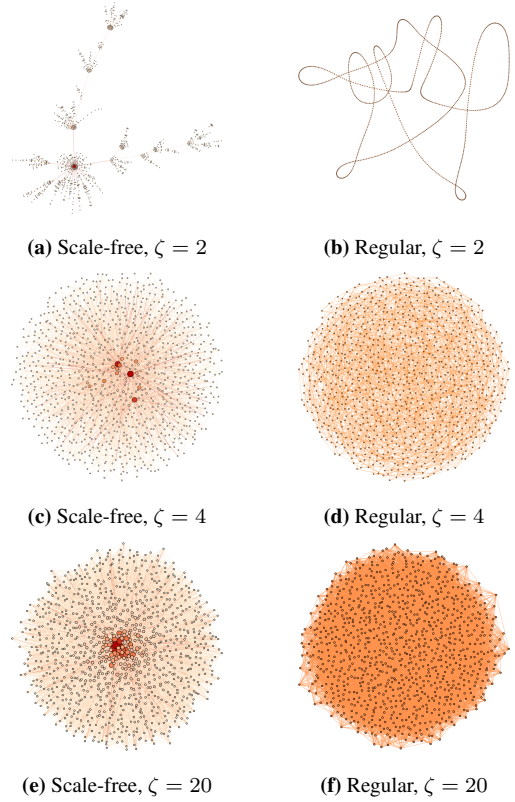 (a) Scale-free, ζ = 2
(b) Regular, ζ = 2
(c) Scale-free, ζ = 4
(d) Regular, ζ = 4
(e) Scale-free, ζ = 20
(f) Regular, ζ = 20